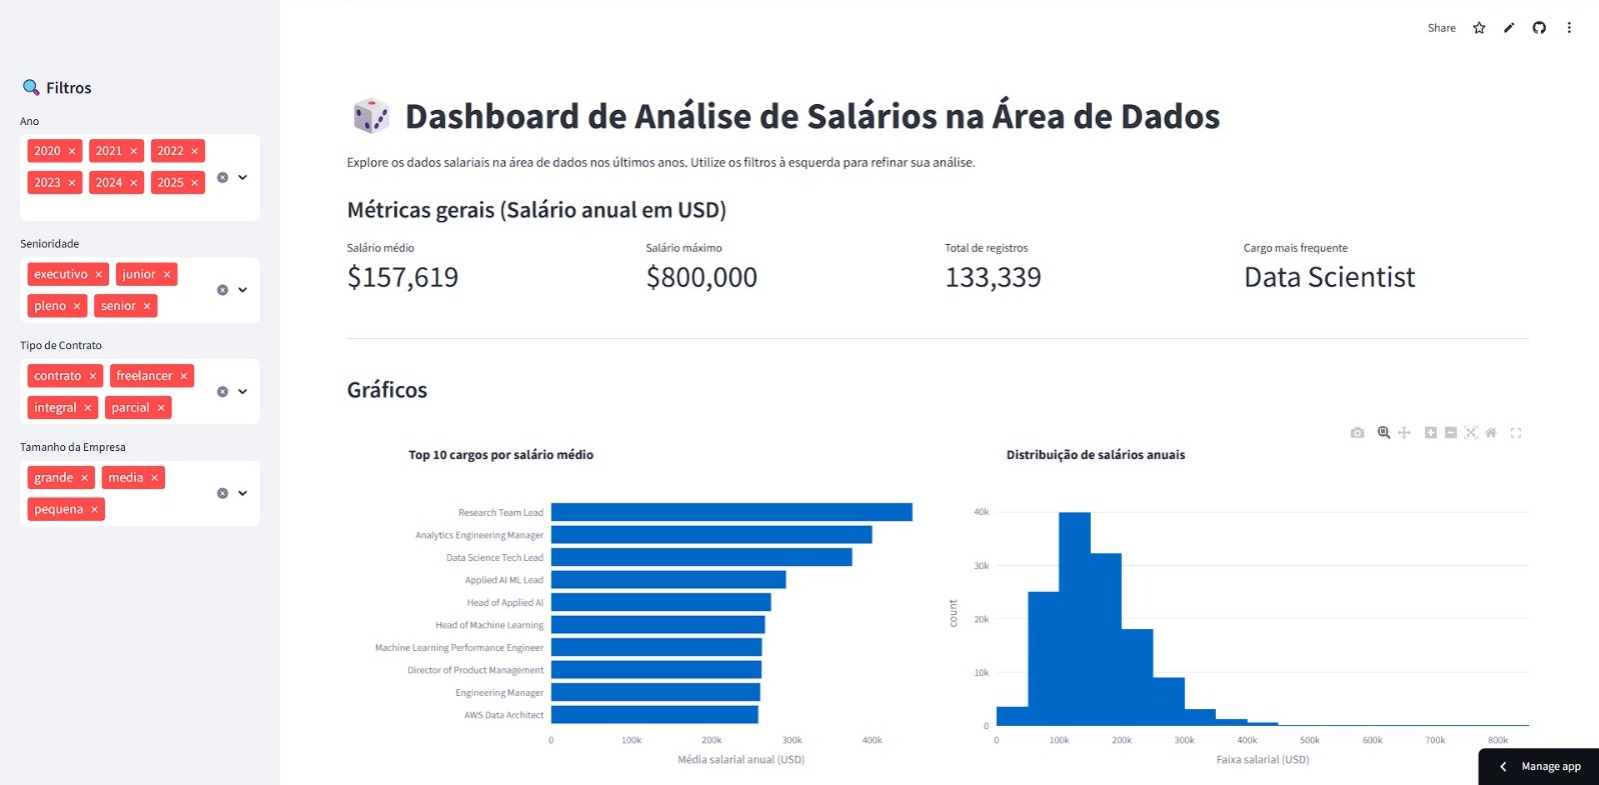 Share
Filtros
Ano
2020 × 2021 × 2022 ×
2023 × 2024 × 2025 ×
Senioridade
executivo × junior ×
pleno × senior ×
Tipo de Contrato
contrato × freelancer ×
integral × parcial ×
Tamanho da Empresa
grande × media ×
pequena ×
Dashboard de Análise de Salários na Área de Dados
Explore os dados salariais na área de dados nos últimos anos. Utilize os filtros à esquerda para refinar sua análise.
Métricas gerais (Salário anual em USD)
Salário médio
$157,619
Salário máximo
$800,000
Total de registros
133,339
Cargo mais frequente
Data Scientist
Gráficos
Top 10 cargos por salário médio
Research Team Lead
Analytics Engineering Manager
Data Science Tech Lead
Applied AI ML Lead
Head of Applied AI
Head of Machine Learning
Machine Learning Performance Engineer
Director of Product Management
Engineering Manager
AWS Data Architect
0 100k 200k 300k 400k
Média salarial anual (USD)
Distribuição de salários anuais
40k
30k
20k
10k
0
count
0 100k 200k 300k 400k 500k 600k 700k 800k
Faixa salarial (USD)
Manage app